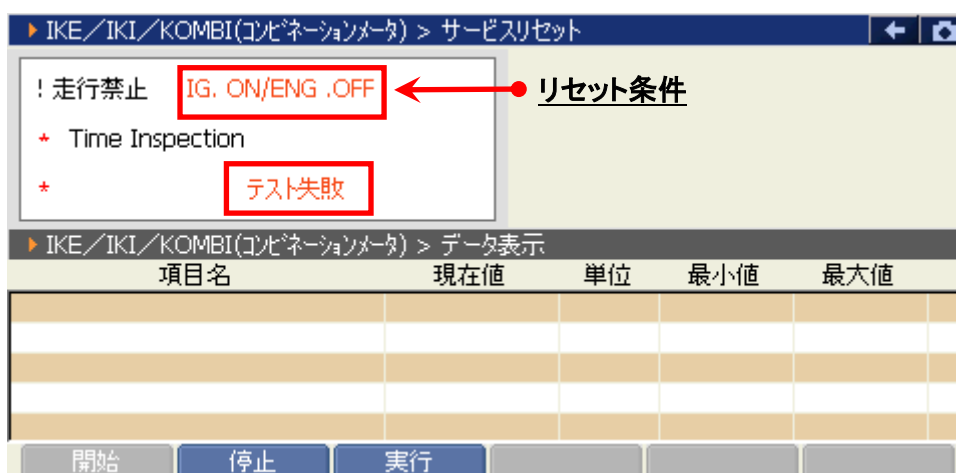 IKE／IKI／KOMBI(ｺﾝﾋﾞﾈｰｼｮﾝﾒｰﾀ) > サービスリセット
！走行禁止 IG. ON/ENG .OFF
リセット条件
* Time Inspection
* テスト失敗
IKE／IKI／KOMBI(ｺﾝﾋﾞﾈｰｼｮﾝﾒｰﾀ) > データ表示
項目名 現在値 単位 最小値 最大値
開始 停止 実行